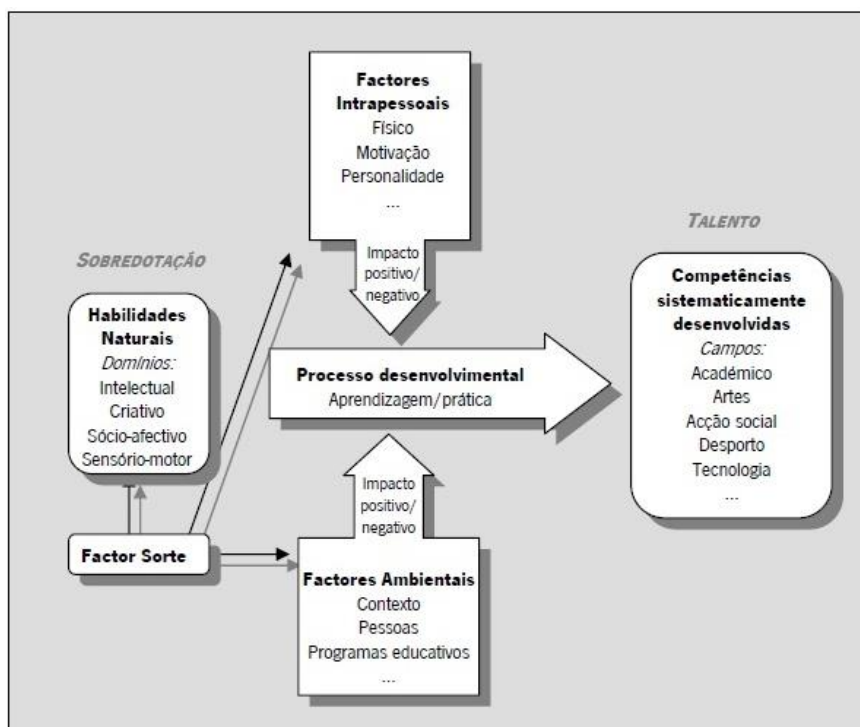 Factores
Intrapessoais
Físico
Motivação
Personalidade
...
Impacto
positivo/
negativo
SOBREDOTAÇÃO
Habilidades
Naturais
Domínios:
Intelectual
Criativo
Sócio-afectivo
Sensório-motor
Factor Sorte
Processo desenvolvimental
Aprendizagem/prática
Impacto
positivo/
negativo
Factores Ambientais
Contexto
Pessoas
Programas educativos
...
TALENTO
Competências
sistematicamente
desenvolvidas
Campos:
Académico
Artes
Acção social
Desporto
Tecnologia
...